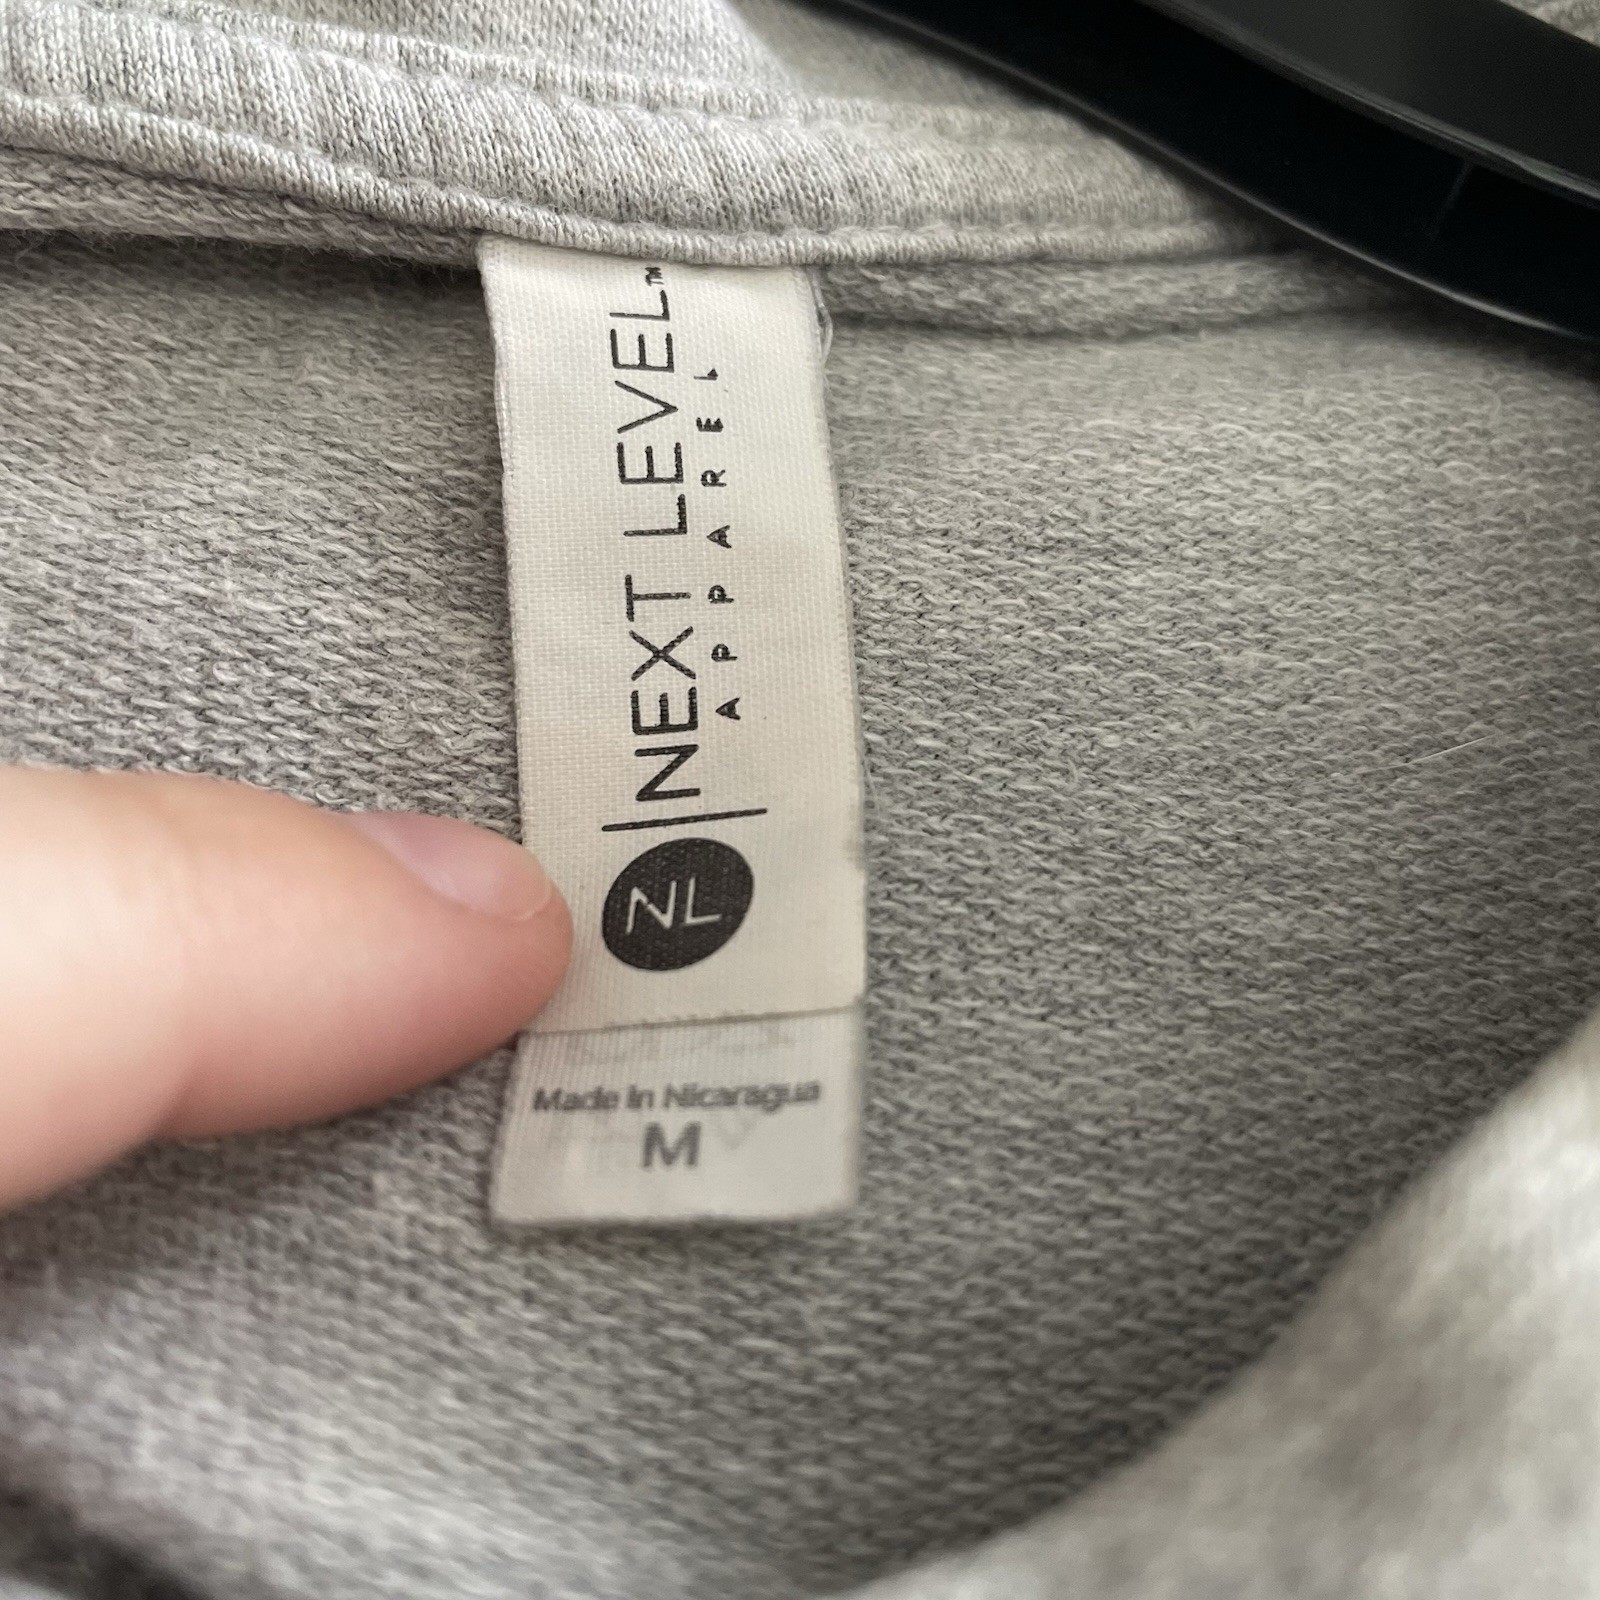 NEXT LEVEL™
APPAREL
NL
Made in Nicaragua
M